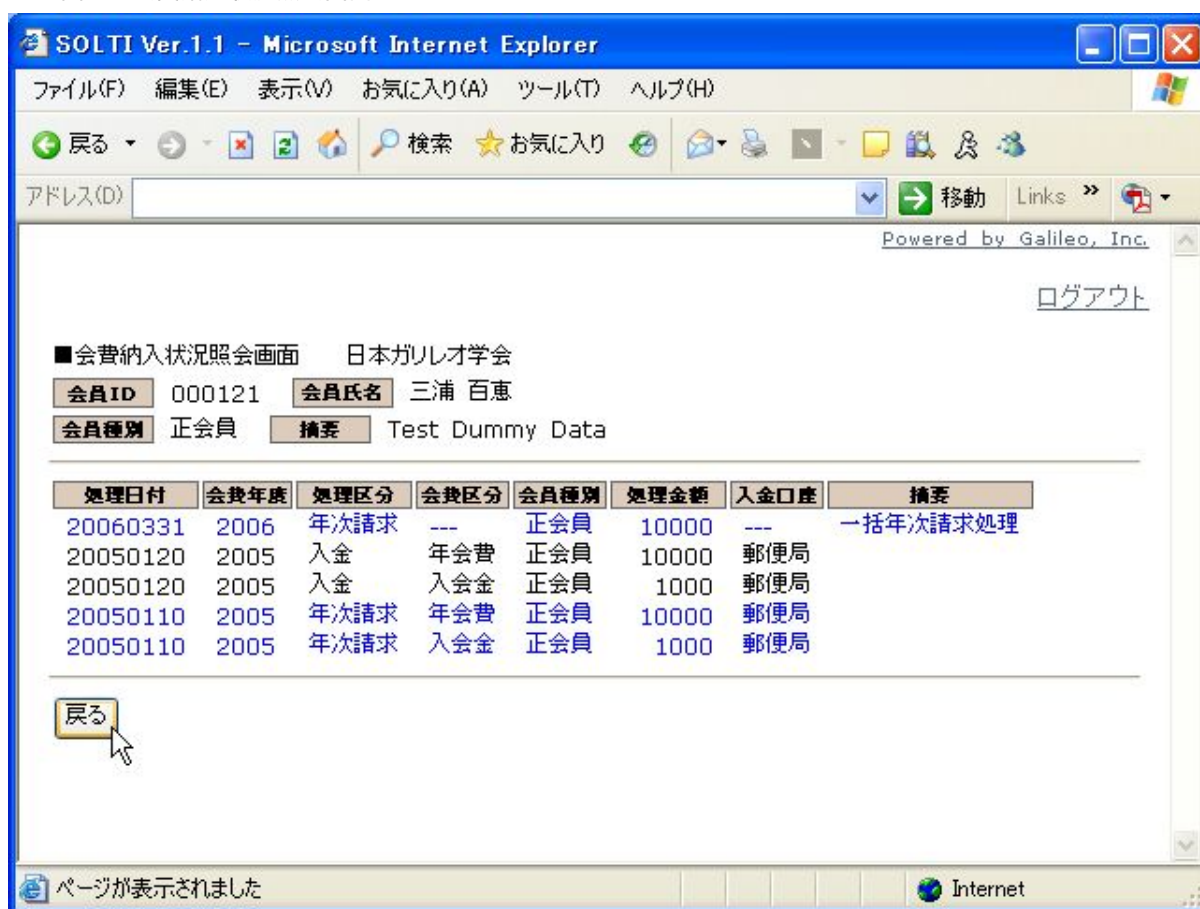 SOLTI Ver.1.1 - Microsoft Internet Explorer
ファイル(F) 編集(E) 表示(V) お気に入り(A) ツール(T) ヘルプ(H)
戻る 検索 お気に入り
アドレス(D) 移動 Links »
Powered by Galileo, Inc.
ログアウト
■会費納入状況照会画面 日本ガリレオ学会
会員ID 000121 会員氏名 三浦 百恵
会員種別 正会員 摘要 Test Dummy Data
処理日付 会費年度 処理区分 会費区分 会員種別 処理金額 入金口座 摘要
20060331 2006 年次請求 --- 正会員 10000 --- 一括年次請求処理
20050120 2005 入金 年会費 正会員 10000 郵便局
20050120 2005 入金 入会金 正会員 1000 郵便局
20050110 2005 年次請求 年会費 正会員 10000 郵便局
20050110 2005 年次請求 入会金 正会員 1000 郵便局
戻る
ページが表示されました Internet